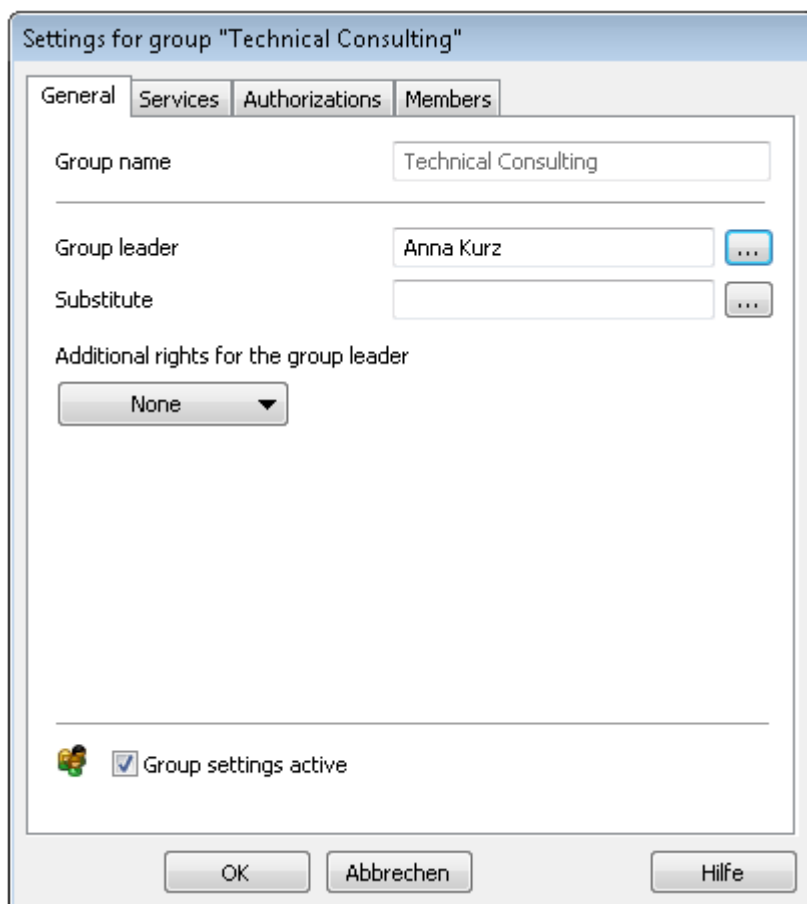 Settings for group "Technical Consulting"
General Services Authorizations Members
Group name Technical Consulting
Group leader Anna Kurz ...
Substitute ...
Additional rights for the group leader
None
Group settings active
OK Abbrechen Hilfe